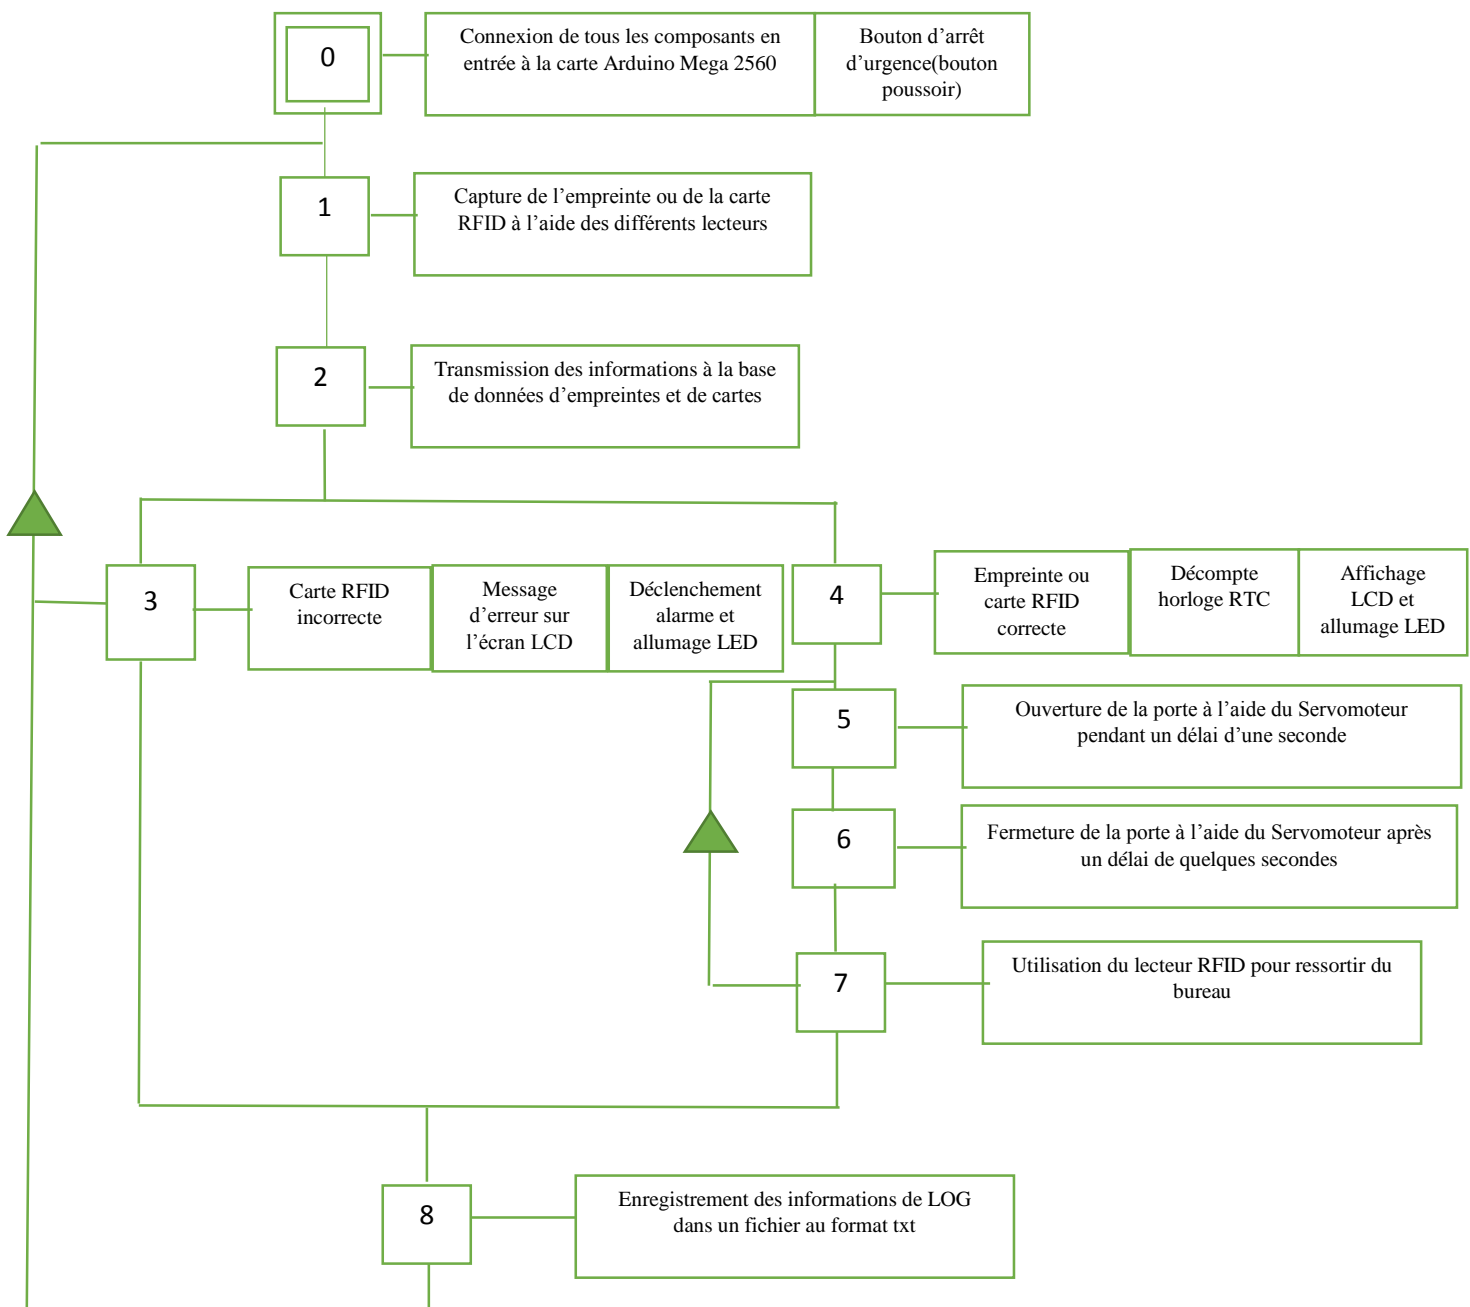 0
Connexion de tous les composants en
entrée à la carte Arduino Mega 2560
Bouton d’arrêt
d’urgence(bouton
poussoir)
1
Capture de l’empreinte ou de la carte
RFID à l’aide des différents lecteurs
2
Transmission des informations à la base
de données d’empreintes et de cartes
3
Carte RFID
incorrecte
Message
d’erreur sur
l’écran LCD
Déclenchement
alarme et
allumage LED
4
Empreinte ou
carte RFID
correcte
Décompte
horloge RTC
Affichage
LCD et
allumage LED
5
Ouverture de la porte à l’aide du Servomoteur
pendant un délai d’une seconde
6
Fermeture de la porte à l’aide du Servomoteur après
un délai de quelques secondes
7
Utilisation du lecteur RFID pour ressortir du
bureau
8
Enregistrement des informations de LOG
dans un fichier au format txt